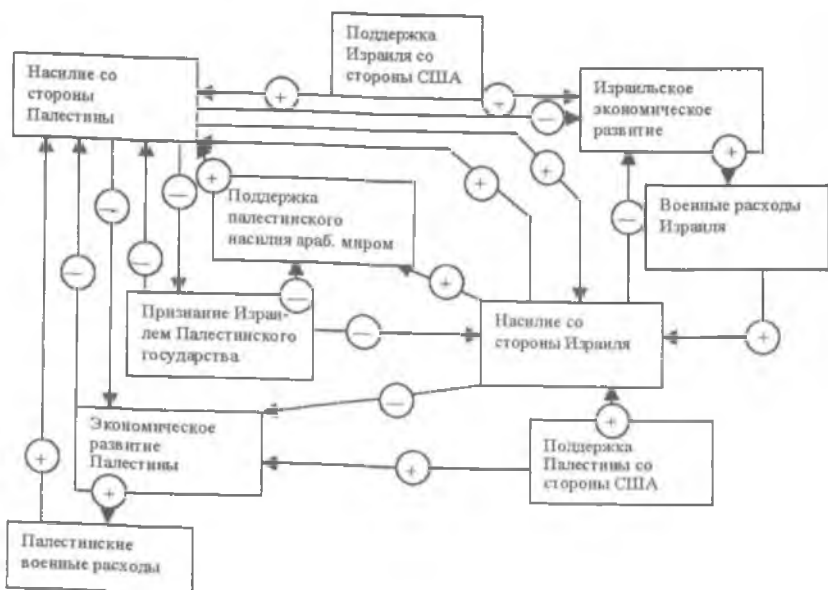 Поддержка
Израиля со
стороны США
Насилие со
стороны
Палестины
Израильское
экономическое
развитие
Поддержка
палестинского
насилия араб. миром
Военные расходы
Израиля
Признание Израи-
лем Палестинского
государства
Насилие со
стороны Израиля
Экономическое
развитие
Палестины
Поддержка
Палестины со
стороны США
Палестинские
военные расходы